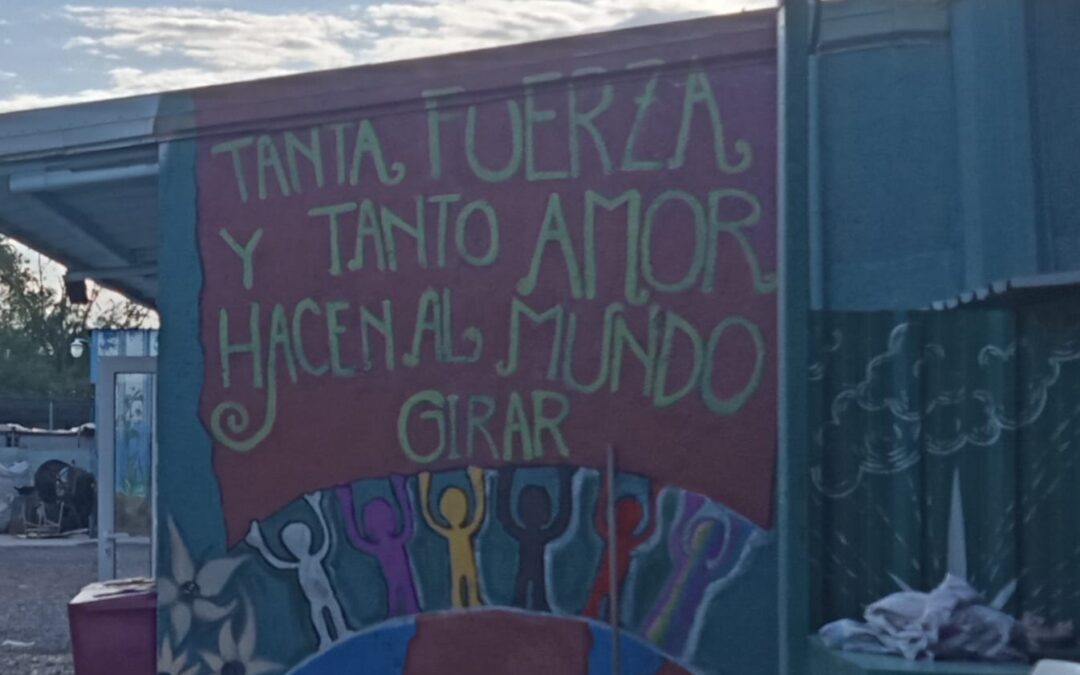 TANTA FUERZA
Y TANTO AMOR
HACEN AL MUNDO
GIRAR